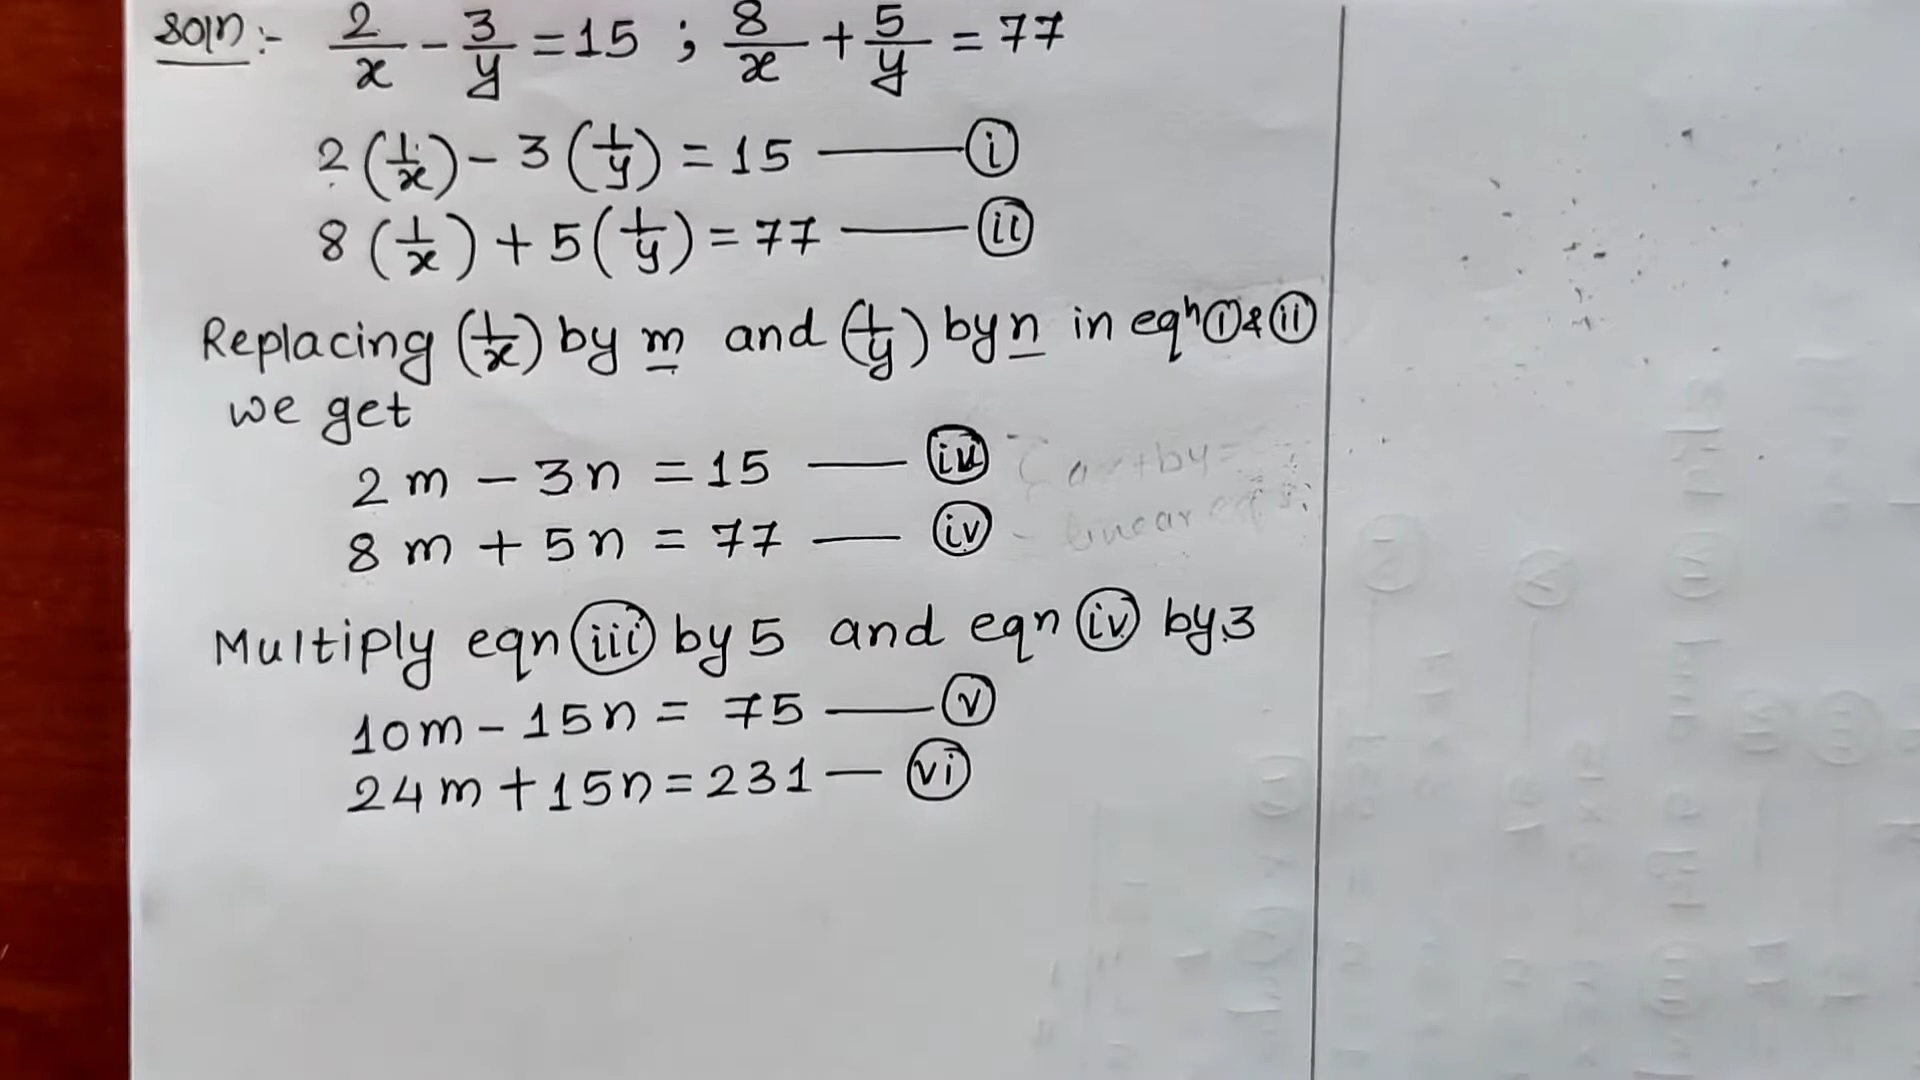 soln:- 2/x - 3/y = 15 ; 8/x + 5/y = 77
2(1/x) - 3(1/y) = 15 —— (i)
8(1/x) + 5(1/y) = 77 —— (ii)
Replacing (1/x) by m and (1/y) by n in eqn (i) & (ii)
we get
2m - 3n = 15 —— (iii)
8m + 5n = 77 —— (iv)
Multiply eqn (iii) by 5 and eqn (iv) by 3
10m - 15n = 75 —— (v)
24m + 15n = 231 — (vi)